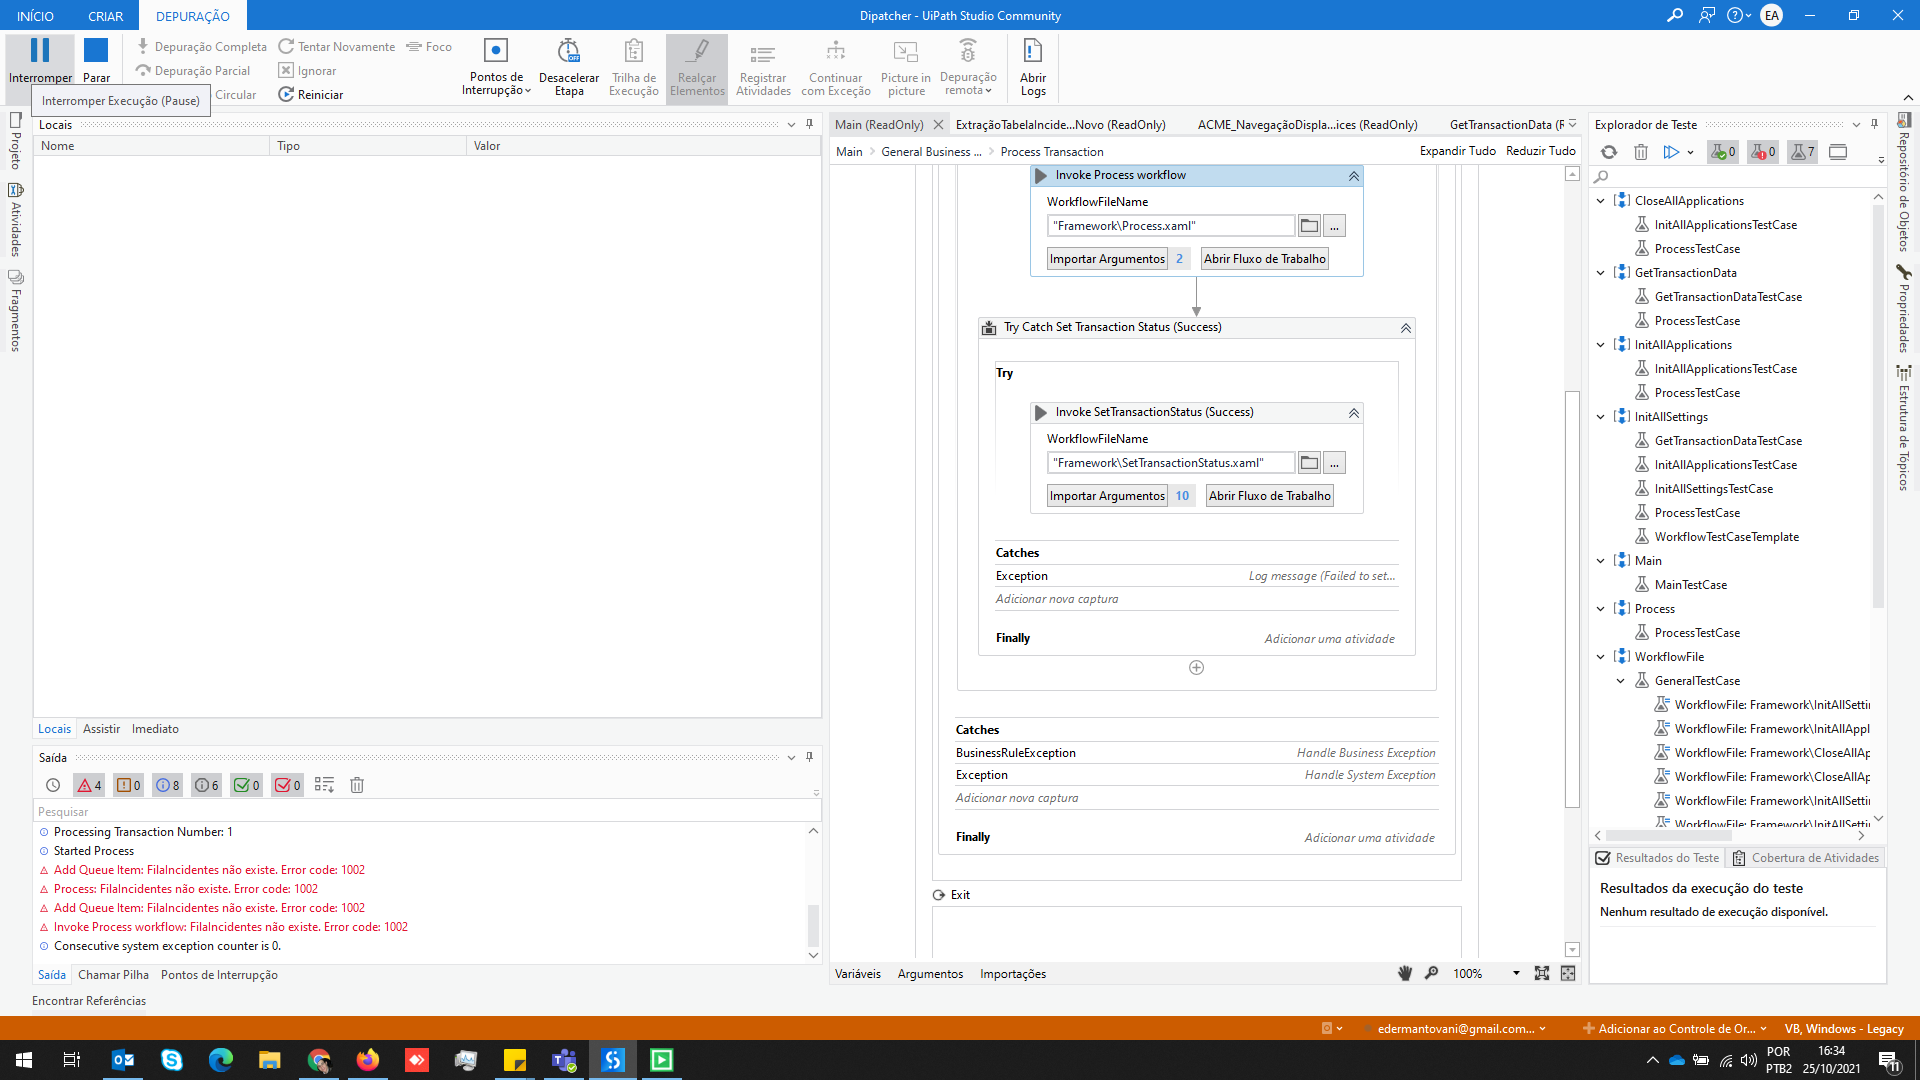 INÍCIO
CRIAR
DEPURAÇÃO
Dipatcher - UiPath Studio Community
EA
Interromper
Parar
Depuração Completa
Depuração Parcial
Circular
Tentar Novamente
Ignorar
Reiniciar
Foco
Pontos de Interrupção
Desacelerar Etapa
Trilha de Execução
Realçar Elementos
Registrar Atividades
Continuar com Exceção
Picture in picture
Depuração remota
Abrir Logs
Interromper Execução (Pause)
Projeto
Atividades
Fragmentos
Locais
Nome
Tipo
Valor
Locais
Assistir
Imediato
Saída
4
0
8
6
0
0
Pesquisar
Processing Transaction Number: 1
Started Process
Add Queue Item: FilaIncidentes não existe. Error code: 1002
Process: FilaIncidentes não existe. Error code: 1002
Add Queue Item: FilaIncidentes não existe. Error code: 1002
Invoke Process workflow: FilaIncidentes não existe. Error code: 1002
Consecutive system exception counter is 0.
Saída
Chamar Pilha
Pontos de Interrupção
Encontrar Referências
Main (ReadOnly)
ExtraçãoTabelaIncide...Novo (ReadOnly)
ACME_NavegaçãoDispla...ices (ReadOnly)
GetTransactionData (F
Main > General Business ... > Process Transaction
Expandir Tudo
Reduzir Tudo
Invoke Process workflow
WorkflowFileName
"Framework\Process.xaml"
...
Importar Argumentos 2
Abrir Fluxo de Trabalho
Try Catch Set Transaction Status (Success)
Try
Invoke SetTransactionStatus (Success)
WorkflowFileName
"Framework\SetTransactionStatus.xaml"
...
Importar Argumentos 10
Abrir Fluxo de Trabalho
Catches
Exception
Log message (Failed to set...
Adicionar nova captura
Finally
Adicionar uma atividade
Catches
BusinessRuleException
Handle Business Exception
Exception
Handle System Exception
Adicionar nova captura
Finally
Adicionar uma atividade
Exit
Variáveis
Argumentos
Importações
100%
Explorador de Teste
0
0
7
CloseAllApplications
InitAllApplicationsTestCase
ProcessTestCase
GetTransactionData
GetTransactionDataTestCase
ProcessTestCase
InitAllApplications
InitAllApplicationsTestCase
ProcessTestCase
InitAllSettings
GetTransactionDataTestCase
InitAllApplicationsTestCase
InitAllSettingsTestCase
ProcessTestCase
WorkflowTestCaseTemplate
Main
MainTestCase
Process
ProcessTestCase
WorkflowFile
GeneralTestCase
WorkflowFile: Framework\InitAllSettin
WorkflowFile: Framework\InitAllAppl
WorkflowFile: Framework\CloseAllAp
WorkflowFile: Framework\CloseAllAp
WorkflowFile: Framework\InitAllSettin
WorkflowFile: Framework\InitAllSettin
Resultados do Teste
Cobertura de Atividades
Resultados da execução do teste
Nenhum resultado de execução disponível.
Repositório de Objetos
Propriedades
Estrutura de Tópicos
edermantovani@gmail.com...
Adicionar ao Controle de Or...
VB, Windows - Legacy
POR
PTB2
16:34
25/10/2021
11